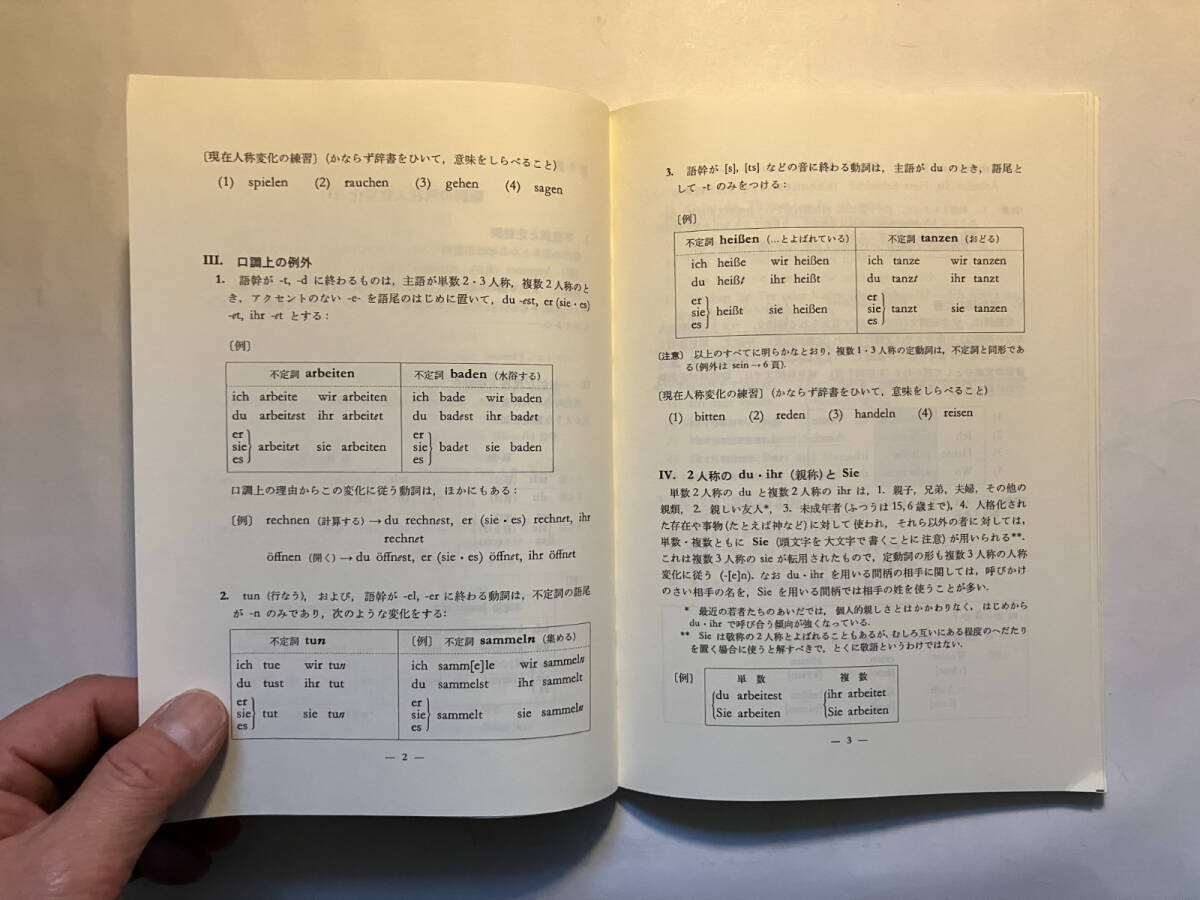 〔現在人称変化の練習〕(かならず辞書をひいて，意味をしらべること)
(1) spielen (2) rauchen (3) gehen (4) sagen
III. 口調上の例外
1. 語幹が -t, -d に終わるものは，主語が単数2・3人称，複数2人称のと
き，アクセントのない -e- を語尾のはじめに置いて，du -est, er (sie・es)
-et, ihr -et とする：
〔例〕
不定詞 arbeiten 不定詞 baden (水浴する)
ich arbeite wir arbeiten ich bade wir baden
du arbeitest ihr arbeitet du badest ihr badet
er
sie arbeitet sie arbeiten
es
er
sie badet sie baden
es
口調上の理由からこの変化に従う動詞は，ほかにもある：
〔例〕 rechnen (計算する) → du rechnest, er (sie・es) rechnet, ihr
rechnet
öffnen (開く) → du öffnest, er (sie・es) öffnet, ihr öffnet
2. tun (行なう)，および，語幹が -el, -er に終わる動詞は，不定詞の語尾
が -n のみであり，次のような変化をする：
不定詞 tun 〔例〕 不定詞 sammeln (集める)
ich tue wir tun ich samm[e]le wir sammeln
du tust ihr tut du sammelst ihr sammelt
er
sie tut sie tun
es
er
sie sammelt sie sammeln
es
— 2 —
3. 語幹が [s], [ts] などの音に終わる動詞は，主語が du のとき，語尾と
して -t のみをつける：
〔例〕
不定詞 heißen (…とよばれている) 不定詞 tanzen (おどる)
ich heiße wir heißen ich tanze wir tanzen
du heißt ihr heißt du tanzt ihr tanzt
er
sie heißt sie heißen
es
er
sie tanzt sie tanzen
es
〔注意〕 以上のすべてに明らかなとおり，複数1・3人称の定動詞は，不定詞と同形であ
る(例外は sein→6頁)．
〔現在人称変化の練習〕(かならず辞書をひいて，意味をしらべること)
(1) bitten (2) reden (3) handeln (4) reisen
IV. 2人称の du・ihr (親称) と Sie
単数2人称の du と複数2人称の ihr は，1. 親子，兄弟，夫婦，その他の
親類，2. 親しい友人*，3. 未成年者(ふつうは15,6歳まで)，4. 人格化され
た存在や事物(たとえば神など)に対して使われ，それら以外の者に対しては，
単数・複数ともに Sie (頭文字を大文字で書くことに注意) が用いられる**．
これは複数3人称の sie が転用されたもので，定動詞の形も複数3人称の人称
変化に従う (-[e]n)．なお du・ihr を用いる間柄の相手に関しては，呼びかけ
のさい相手の名を，Sie を用いる間柄では相手の姓を使うことが多い．
* 最近の若者たちのあいだでは，個人的親しさとはかかわりなく，はじめから
du・ihr で呼び合う傾向が強くなっている．
** Sie は敬称の2人称とよばれることもあるが，むしろ互いにある程度のへだたり
を置く場合に使うと解すべきで，とくに敬語というわけではない．
〔例〕
単 数 複 数
du arbeitest ihr arbeitet
Sie arbeiten Sie arbeiten
— 3 —